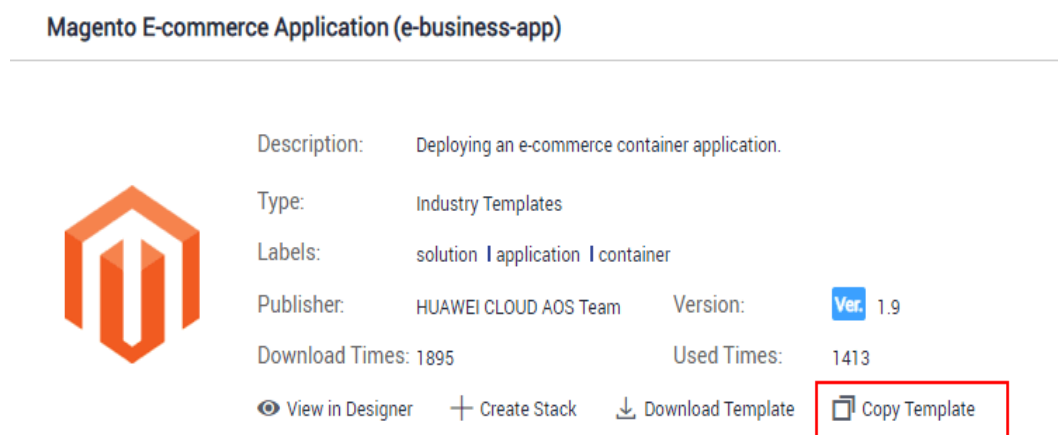 Magento E-commerce Application (e-business-app)
Description: Deploying an e-commerce container application.
Type: Industry Templates
Labels: solution application container
Publisher: HUAWEI CLOUD AOS Team Version: Ver. 1.9
Download Times: 1895 Used Times: 1413
View in Designer Create Stack Download Template Copy Template